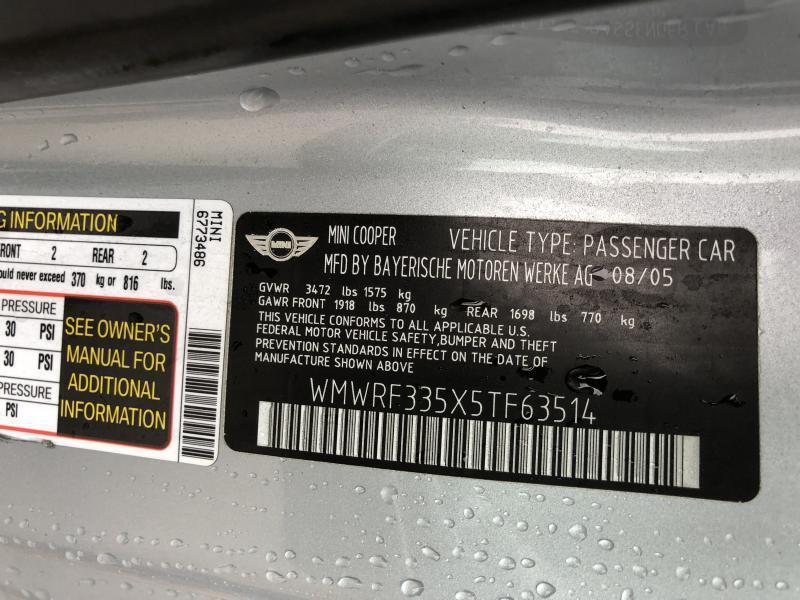 G INFORMATION
FRONT 2 REAR 2
ould never exceed 370 kg or 816 lbs.
PRESSURE
30 PSI
30 PSI
PSI
SEE OWNER'S
MANUAL FOR
ADDITIONAL
INFORMATION
MINI
6773486
MINI
MINI COOPER VEHICLE TYPE: PASSENGER CAR
MFD BY BAYERISCHE MOTOREN WERKE AG 08/05
GVWR 3472 lbs 1575 kg
GAWR FRONT 1918 lbs 870 kg REAR 1698 lbs 770 kg
THIS VEHICLE CONFORMS TO ALL APPLICABLE U.S.
FEDERAL MOTOR VEHICLE SAFETY,BUMPER AND THEFT
PREVENTION STANDARDS IN EFFECT ON THE DATE OF
MANUFACTURE SHOWN ABOVE
WMWRF335X5TF63514